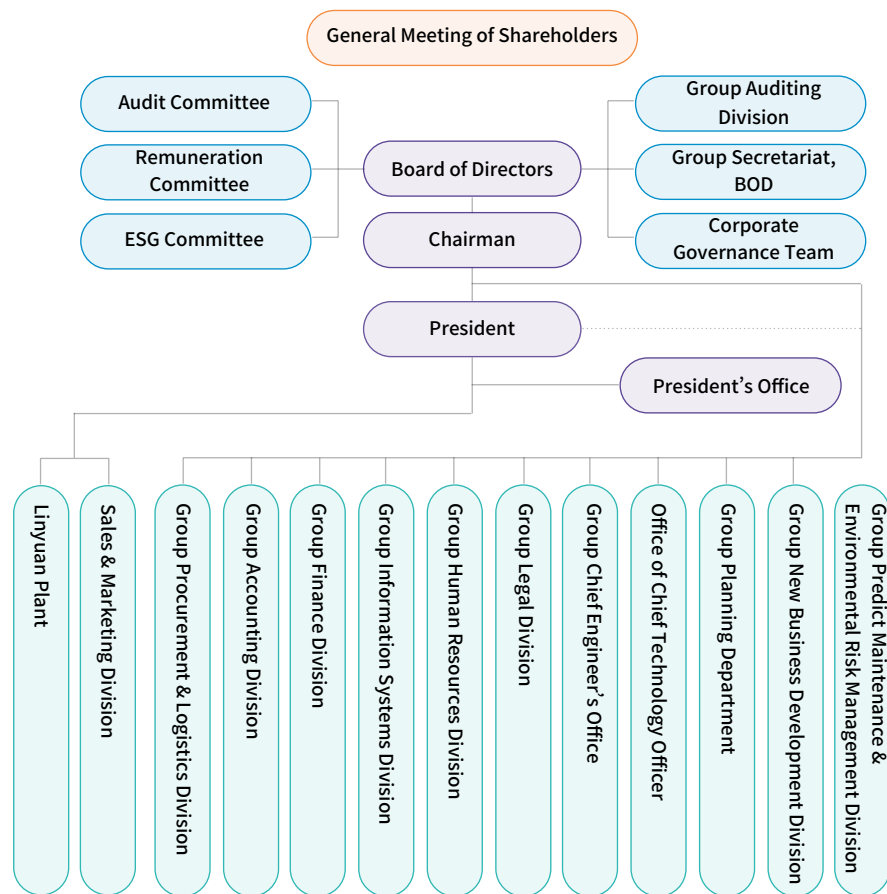 General Meeting of Shareholders
Audit Committee
Group Auditing
Division
Remuneration
Committee
Board of Directors
Group Secretariat,
BOD
ESG Committee
Chairman
Corporate
Governance Team
President
President’s Office
Linyuan Plant
Sales & Marketing Division
Group Procurement & Logistics Division
Group Accounting Division
Group Finance Division
Group Information Systems Division
Group Human Resources Division
Group Legal Division
Group Chief Engineer’s Office
Office of Chief Technology Officer
Group Planning Department
Group New Business Development Division
Group Predict Maintenance &
Environmental Risk Management Division